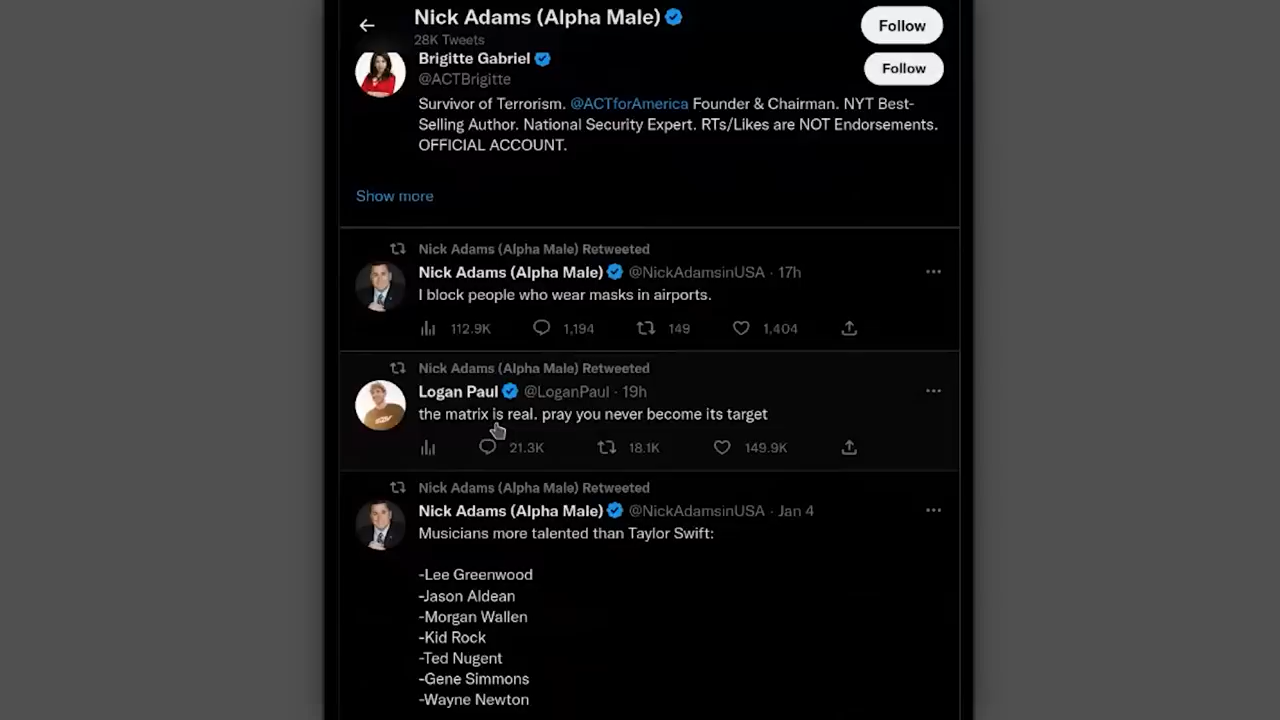 Nick Adams (Alpha Male)
Follow
28K Tweets
Brigitte Gabriel
Follow
@ACTBrigitte
Survivor of Terrorism. @ACTforAmerica Founder & Chairman. NYT Best-
Selling Author. National Security Expert. RTs/Likes are NOT Endorsements.
OFFICIAL ACCOUNT.
Show more
Nick Adams (Alpha Male) Retweeted
Nick Adams (Alpha Male) @NickAdamsinUSA · 17h
I block people who wear masks in airports.
112.9K 1,194 149 1,404
Nick Adams (Alpha Male) Retweeted
Logan Paul @LoganPaul · 19h
the matrix is real. pray you never become its target
21.3K 18.1K 149.9K
Nick Adams (Alpha Male) Retweeted
Nick Adams (Alpha Male) @NickAdamsinUSA · Jan 4
Musicians more talented than Taylor Swift:
-Lee Greenwood
-Jason Aldean
-Morgan Wallen
-Kid Rock
-Ted Nugent
-Gene Simmons
-Wayne Newton